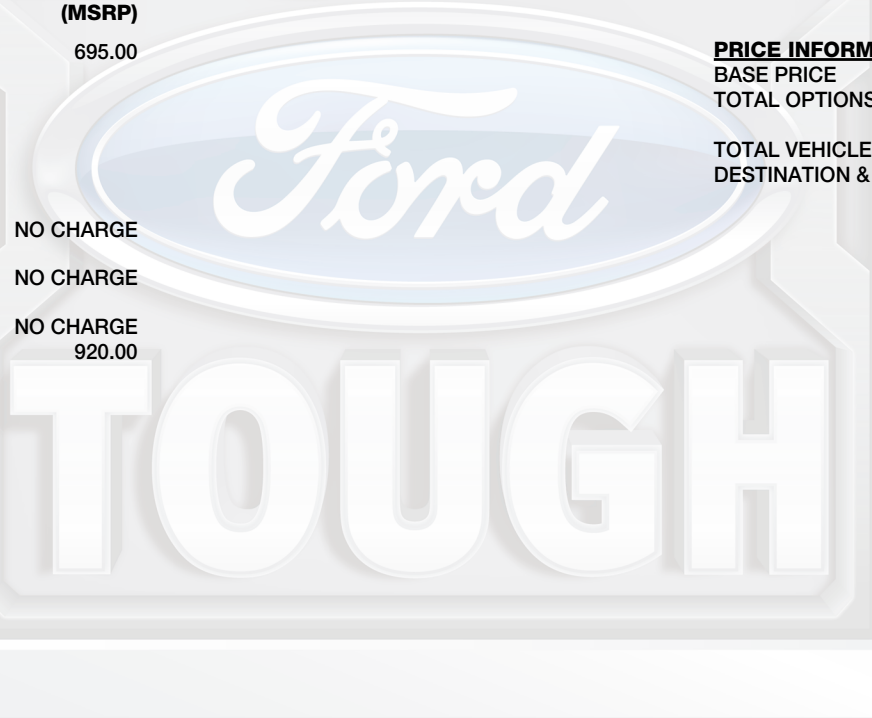 (MSRP)
695.00
NO CHARGE
NO CHARGE
NO CHARGE
920.00
PRICE INFORM
BASE PRICE
TOTAL OPTIONS
TOTAL VEHICLE
DESTINATION &
Ford
TOUGH